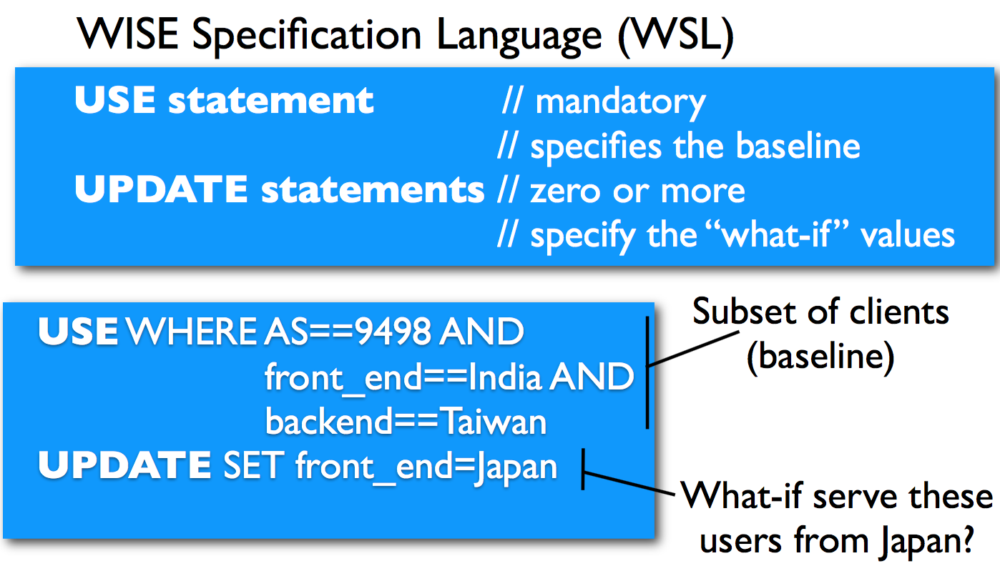 WISE Specification Language (WSL)
USE statement // mandatory
// specifies the baseline
UPDATE statements // zero or more
// specify the “what-if” values
USE WHERE AS==9498 AND
front_end==India AND
backend==Taiwan
UPDATE SET front_end=Japan
Subset of clients
(baseline)
What-if serve these
users from Japan?